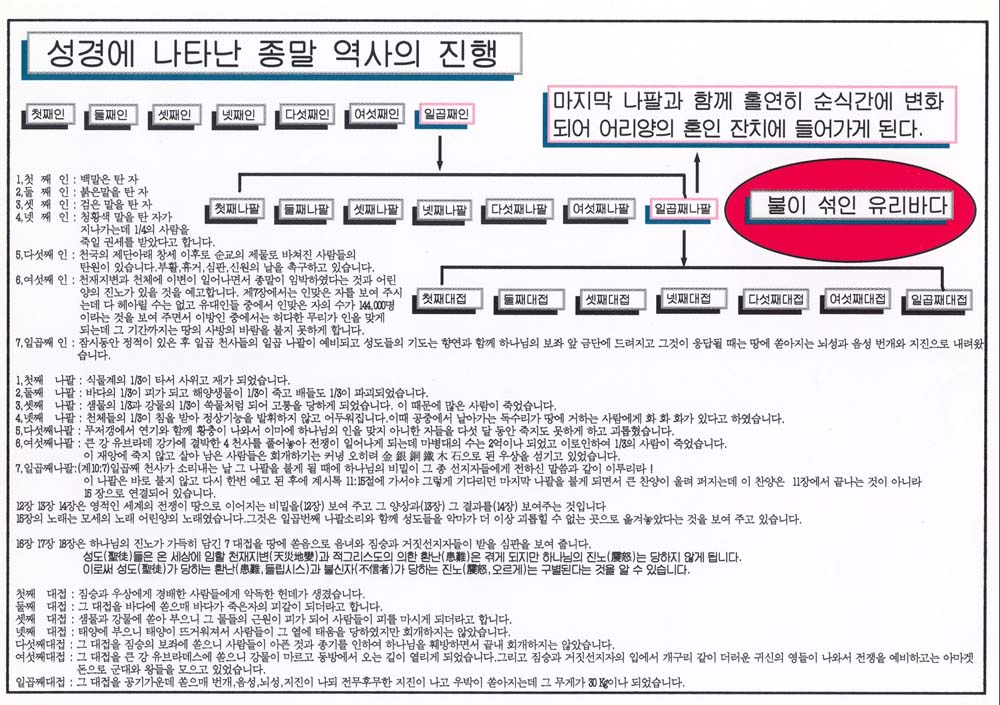 성경에 나타난 종말 역사의 진행
첫째인 둘째인 셋째인 넷째인 다섯째인 여섯째인 일곱째인
마지막 나팔과 함께 홀연히 순식간에 변화
되어 어리양의 혼인 잔치에 들어가게 된다.
첫째나팔 둘째나팔 셋째나팔 넷째나팔 다섯째나팔 여섯째나팔 일곱째나팔
불이 섞인 유리바다
첫째대접 둘째대접 셋째대접 넷째대접 다섯째대접 여섯째대접 일곱째대접
1,첫 째 인 : 백말은 탄 자
2,둘 째 인 : 붉은말을 탄 자
3,셋 째 인 : 검은 말을 탄 자
4,넷 째 인 : 청황색 말을 탄 자가
지나가는데 1/4의 사람을
죽일 권세를 받았다고 합니다.
5,다섯째 인 : 천국의 제단아래 창세 이후로 순교의 제물로 바쳐진 사람들의
탄원이 있습니다.부활,휴거,심판,신원의 날을 촉구하고 있습니다.
6,여섯째 인 : 천재지변과 천체에 이변이 일어나면서 종말이 임박하였다는 것과 어린
양의 진노가 있을 것을 예고합니다. 제7장에서는 인맞은 자를 보여 주시
는데 다 헤아릴 수는 없고 유대인들 중에서 인맞은 자의 수가 144,000명
이라는 것을 보여 주면서 이방인 중에서는 허다한 무리가 인을 맞게
되는데 그 기간까지는 땅의 사방의 바람을 불지 못하게 합니다.
7,일곱째 인 : 잠시동안 정적이 있은 후 일곱 천사들의 일곱 나팔이 예비되고 성도들의 기도는 향연과 함께 하나님의 보좌 앞 금단에 드려지고 그것이 응답될 때는 땅에 쏟아지는 뇌성과 음성 번개와 지진으로 내려왔
습니다.
1,첫째 나팔 : 식물계의 1/3이 타서 사위고 재가 되었습니다.
2,둘째 나팔 : 바다의 1/3이 피가 되고 해양생물이 1/3이 죽고 배들도 1/3이 파괴되었습니다.
3,셋째 나팔 : 샘물의 1/3과 강물의 1/3이 쑥물처럼 되어 고통을 당하게 되었습니다. 이 때문에 많은 사람이 죽었습니다.
4,넷째 나팔 : 천체들의 1/3이 침을 받아 정상기능을 발휘하지 않고 어두워집니다.이때 공중에서 날아가는 독수리가 땅에 거하는 사람에게 화 화 화가 있다고 하였습니다.
5,다섯째나팔 : 무저갱에서 연기와 함께 황충이 나와서 이마에 하나님의 인을 맞지 아니한 자들을 다섯 달 동안 죽지도 못하게 하고 괴롭혔습니다.
6,여섯째나팔 : 큰 강 유브라데 강가에 결박한 4 천사를 풀어놓아 전쟁이 일어나게 되는데 마병대의 수는 2억이나 되었고 이로인하여 1/3의 사람이 죽었습니다.
이 재앙에 죽지 않고 살아 남은 사람들은 회개하기는 커녕 오히려 金 銀 銅 鐵 木 石으로 된 우상을 섬기고 있었습니다.
7,일곱째나팔:(계10:7)일곱째 천사가 소리내는 날 그 나팔을 불게 될 때에 하나님의 비밀이 그 종 선지자들에게 전하신 말씀과 같이 이루리라 !
이 나팔은 바로 불지 않고 다시 한번 예고 된 후에 계시록 11:15절에 가서야 그렇게 기다리던 마지막 나팔을 불게 되면서 큰 찬양이 울려 퍼지는데 이 찬양은 11장에서 끝나는 것이 아니라
15 장으로 연결되어 있습니다.
12장 13장 14장은 영적인 세계의 전쟁이 땅으로 이어지는 비밀을(12장) 보여 주고 그 양상과(13장) 그 결과를(14장) 보여주는 것입니다
15장의 노래는 모세의 노래 어린양의 노래였습니다.그것은 일곱번째 나팔소리와 함께 성도들을 악마가 더 이상 괴롭힐 수 없는 곳으로 옮겨놓았다는 것을 보여 주고 있습니다.
16장 17장 18장은 하나님의 진노가 가득히 담긴 7 대접을 땅에 쏟음으로 음녀와 짐승과 거짓선지자들이 받을 심판을 보여 줍니다.
성도(聖徒)들은 온 세상에 임할 천재지변(天災地變)과 적그리스도의 의한 환난(患難)은 겪게 되지만 하나님의 진노(震怒)는 당하지 않게 됩니다.
이로써 성도(聖徒)가 당하는 환난(患難,들립시스)과 불신자(不信者)가 당하는 진노(震怒,오르게)는 구별된다는 것을 알 수 있습니다.
첫째 대접 : 짐승과 우상에게 경배한 사람들에게 악독한 헌데가 생겼습니다.
둘째 대접 : 그 대접을 바다에 쏟으매 바다가 죽은자의 피같이 되더라고 합니다.
셋째 대접 : 샘물과 강물에 쏟아 부으니 그 물들의 근원이 피가 되어 사람들이 피를 마시게 되더라고 합니다.
넷째 대접 : 태양에 부으니 태양이 뜨거워져서 사람들이 그 열에 태움을 당하였지만 회개하지는 않았습니다.
다섯째대접 : 그 대접을 짐승의 보좌에 쏟으니 사람들이 아픈 것과 종기를 인하여 하나님을 훼방하면서 끝내 회개하지는 않았습니다.
여섯째대접 : 그 대접을 큰 강 유브라데스에 쏟으니 강물이 마르고 동방에서 오는 길이 열리게 되었습니다.그리고 짐승과 거짓선지자의 입에서 개구리 같이 더러운 귀신의 영들이 나와서 전쟁을 예비하고는 아마겟
돈으로 군대와 왕들을 모으고 있었습니다.
일곱째대접 : 그 대접을 공기가운데 쏟으매 번개,음성,뇌성,지진이 나되 전무후무한 지진이 나고 우박이 쏟아지는데 그 무게가 30 Kg이나 되었습니다.